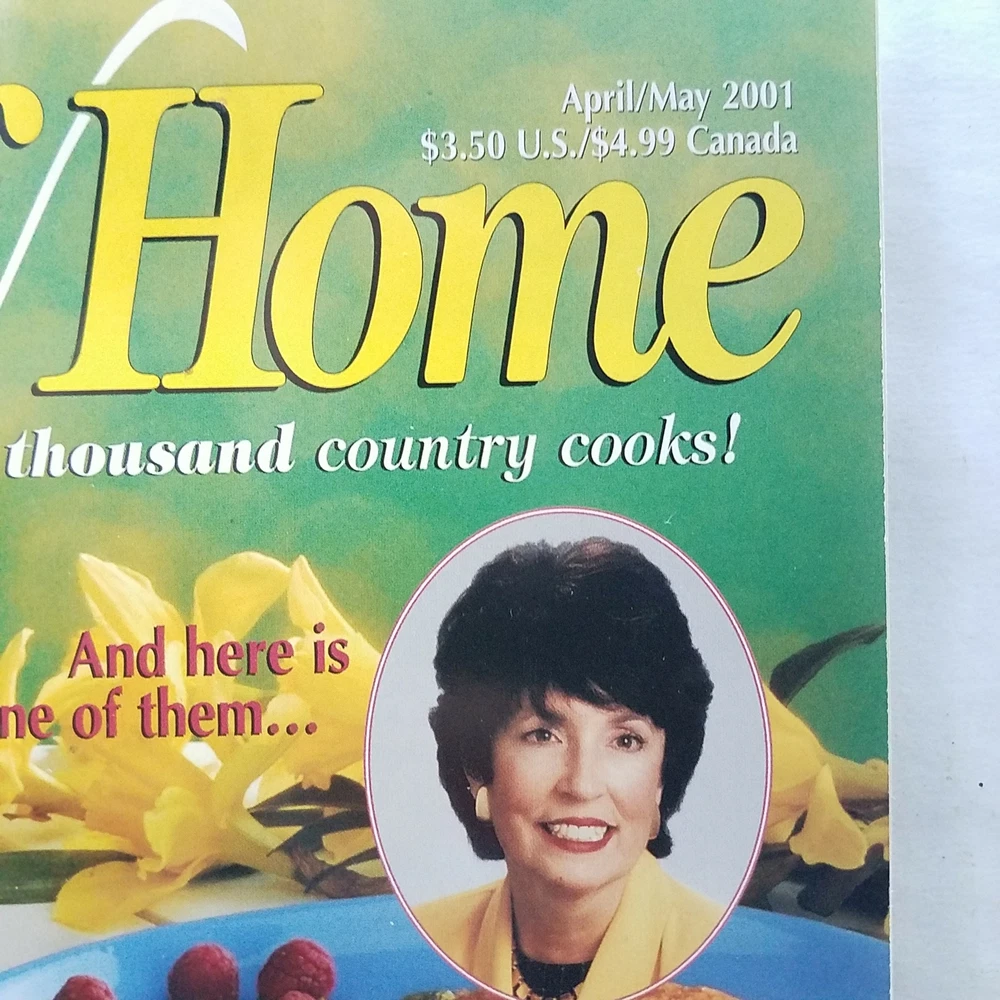 April/May 2001
$3.50 U.S./$4.99 Canada
Home
thousand country cooks!
And here is
ne of them...